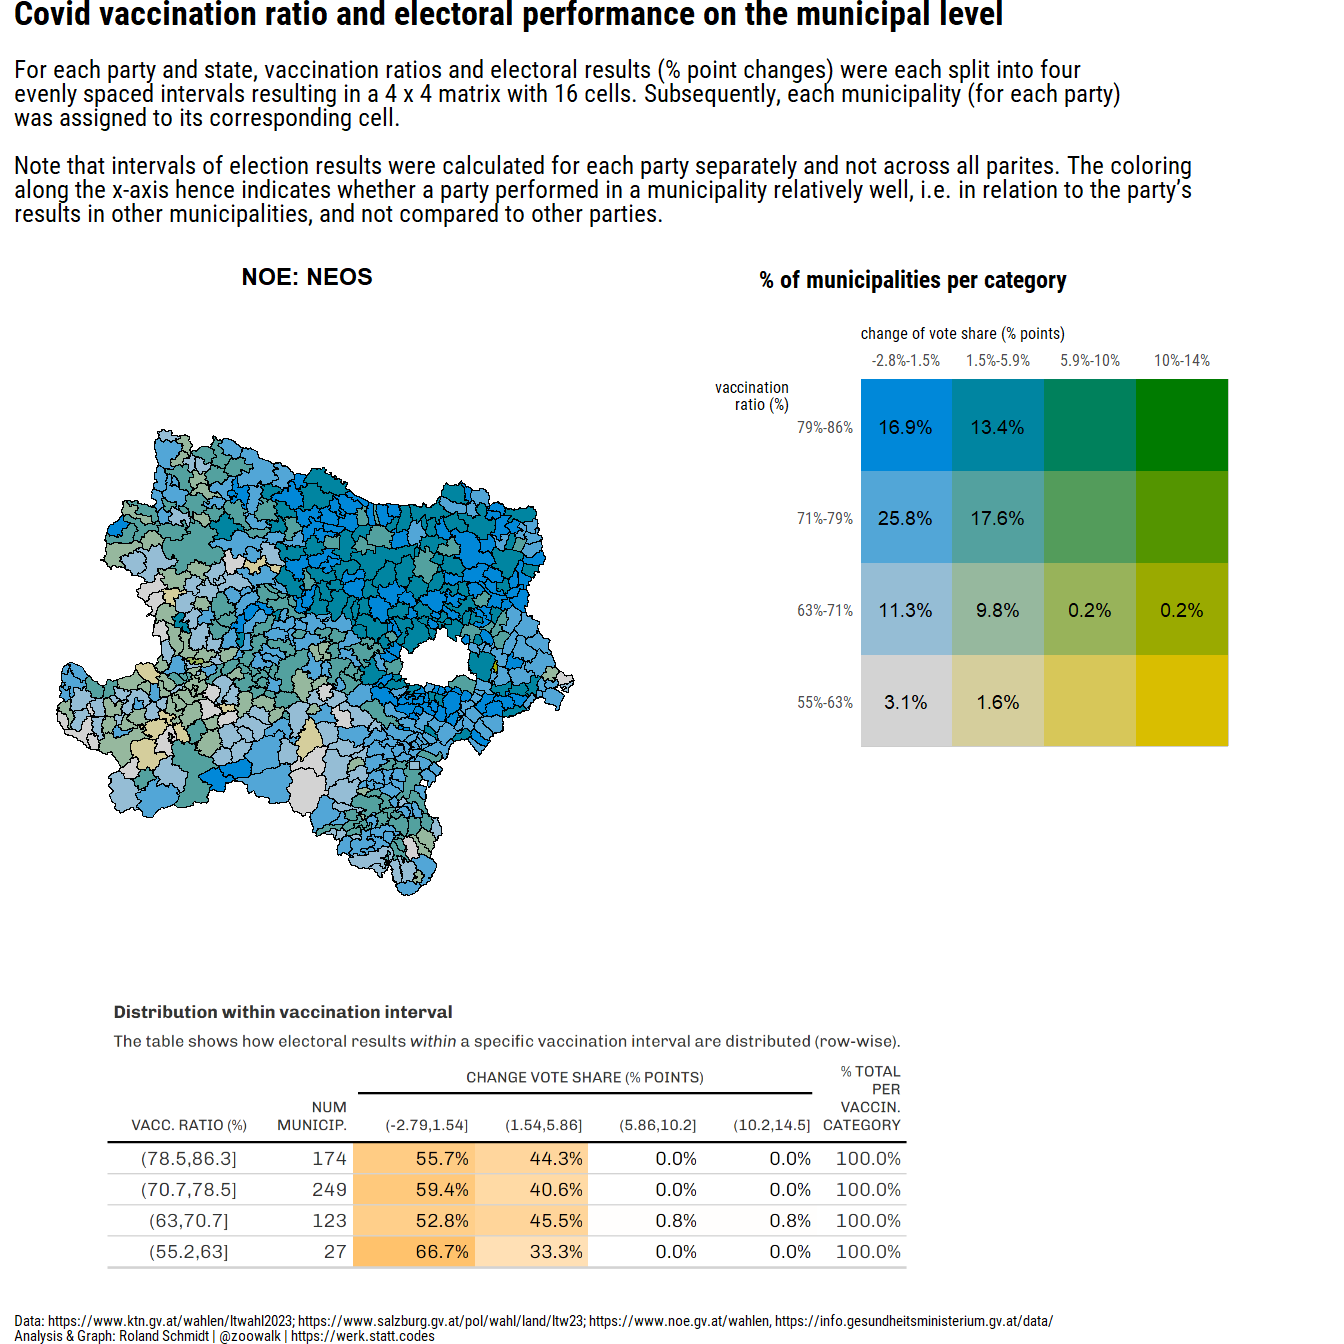 Covid vaccination ratio and electoral performance on the municipal level
For each party and state, vaccination ratios and electoral results (% point changes) were each split into four
evenly spaced intervals resulting in a 4 x 4 matrix with 16 cells. Subsequently, each municipality (for each party)
was assigned to its corresponding cell.
Note that intervals of election results were calculated for each party separately and not across all parites. The coloring
along the x-axis hence indicates whether a party performed in a municipality relatively well, i.e. in relation to the party's
results in other municipalities, and not compared to other parties.
NOE: NEOS
% of municipalities per category
change of vote share (% points)
-2.8%-1.5% 1.5%-5.9% 5.9%-10% 10%-14%
vaccination
ratio (%)
79%-86% 16.9% 13.4%
71%-79% 25.8% 17.6%
63%-71% 11.3% 9.8% 0.2% 0.2%
55%-63% 3.1% 1.6%
Distribution within vaccination interval
The table shows how electoral results within a specific vaccination interval are distributed (row-wise).
CHANGE VOTE SHARE (% POINTS)
% TOTAL
PER
VACCIN.
CATEGORY
NUM
MUNICIP.
VACC. RATIO (%) (-2.79,1.54] (1.54,5.86] (5.86,10.2] (10.2,14.5]
(78.5,86.3] 174 55.7% 44.3% 0.0% 0.0% 100.0%
(70.7,78.5] 249 59.4% 40.6% 0.0% 0.0% 100.0%
(63,70.7] 123 52.8% 45.5% 0.8% 0.8% 100.0%
(55.2,63] 27 66.7% 33.3% 0.0% 0.0% 100.0%
Data: https://www.ktn.gv.at/wahlen/ltwahl2023; https://www.salzburg.gv.at/pol/wahl/land/ltw23; https://www.noe.gv.at/wahlen, https://info.gesundheitsministerium.gv.at/data/
Analysis & Graph: Roland Schmidt | @zoowalk | https://werk.statt.codes